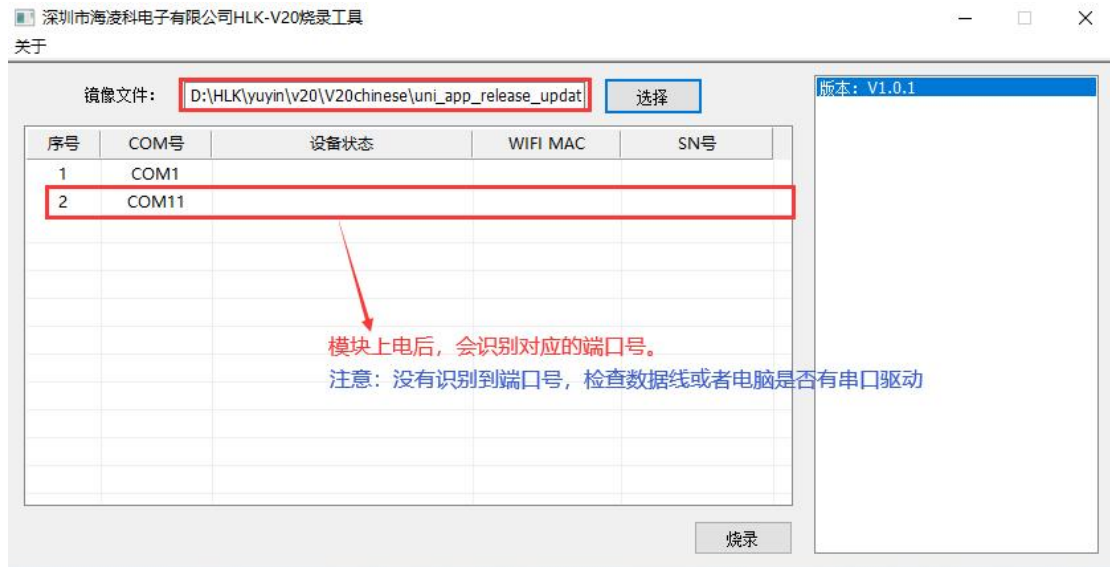 深圳市海凌科电子有限公司HLK-V20烧录工具
关于
镜像文件： D:\HLK\yuyin\v20\V20chinese\uni_app_release_updat 选择
版本：V1.0.1
序号 COM号 设备状态 WIFI MAC SN号
1 COM1
2 COM11
模块上电后，会识别对应的端口号。
注意：没有识别到端口号，检查数据线或者电脑是否有串口驱动
烧录